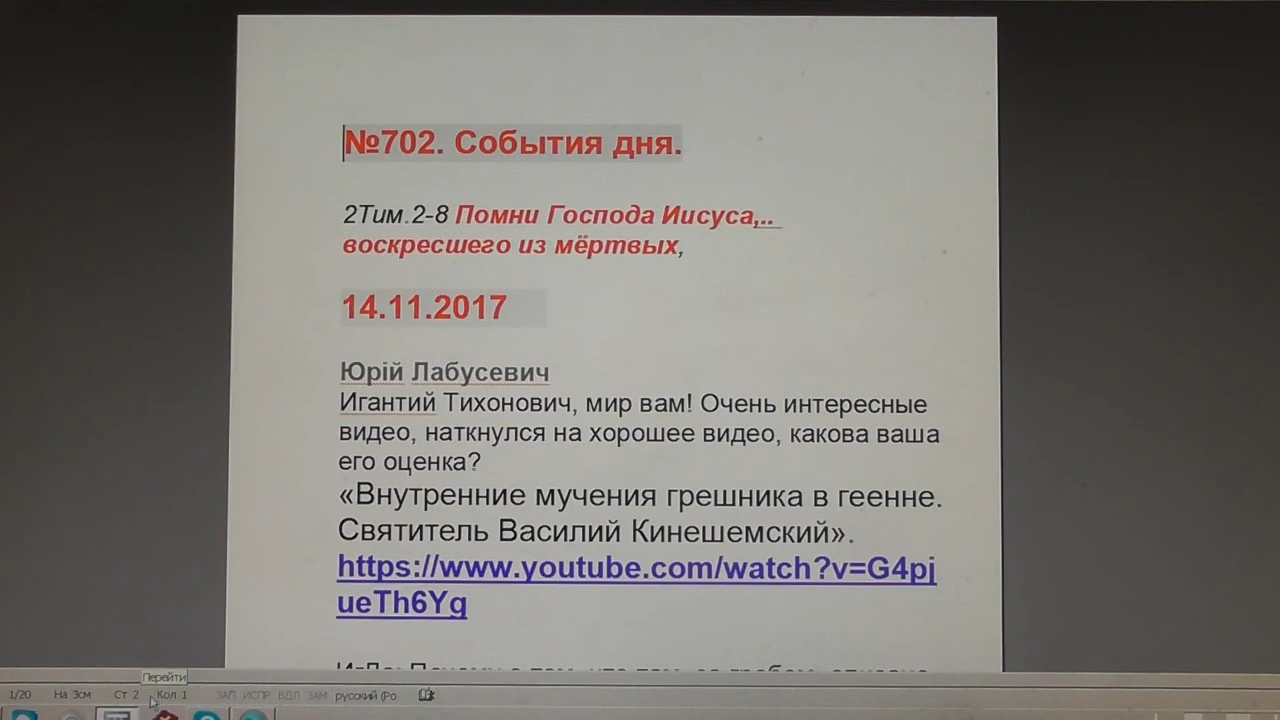 №702. События дня.
2Тим.2-8 Помни Господа Иисуса,..
воскресшего из мёртвых,
14.11.2017
Юрій Лабусевич
Игантий Тихонович, мир вам! Очень интересные
видео, наткнулся на хорошее видео, какова ваша
его оценка?
«Внутренние мучения грешника в геенне.
Святитель Василий Кинешемский».
https://www.youtube.com/watch?v=G4pj
ueTh6Yg
Перейти
1/20 На 3см Ст 2 Кол 1 ЗАП ИСПР ВДЛ ЗАМ русский (Ро